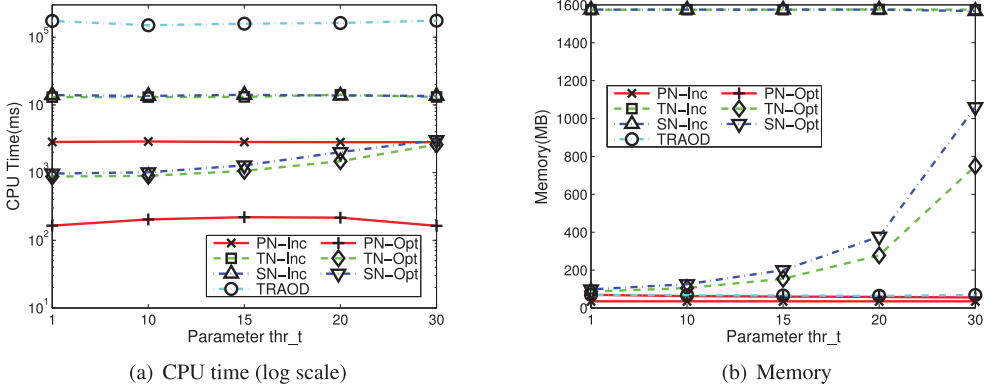 10^5
10^4
10^3
10^2
10^1
CPU Time(ms)
PN-Inc
PN-Opt
TN-Inc
TN-Opt
SN-Inc
SN-Opt
TRAOD
1
10
15
20
30
Parameter thr_t
(a) CPU time (log scale)
1600
1400
1200
1000
800
600
400
200
0
Memory(MB)
PN-Inc
PN-Opt
TN-Inc
TN-Opt
SN-Inc
SN-Opt
TRAOD
1
10
15
20
30
Parameter thr_t
(b) Memory